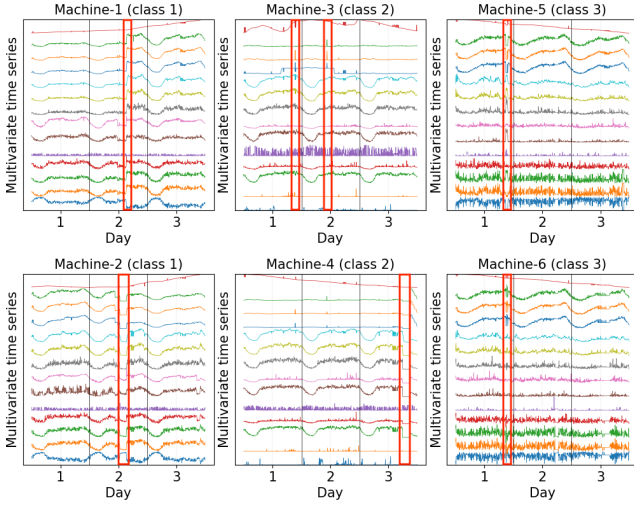 Machine-1 (class 1)
Multivariate time series
1 2 3
Day
Machine-3 (class 2)
Multivariate time series
1 2 3
Day
Machine-5 (class 3)
Multivariate time series
1 2 3
Day
Machine-2 (class 1)
Multivariate time series
1 2 3
Day
Machine-4 (class 2)
Multivariate time series
1 2 3
Day
Machine-6 (class 3)
Multivariate time series
1 2 3
Day